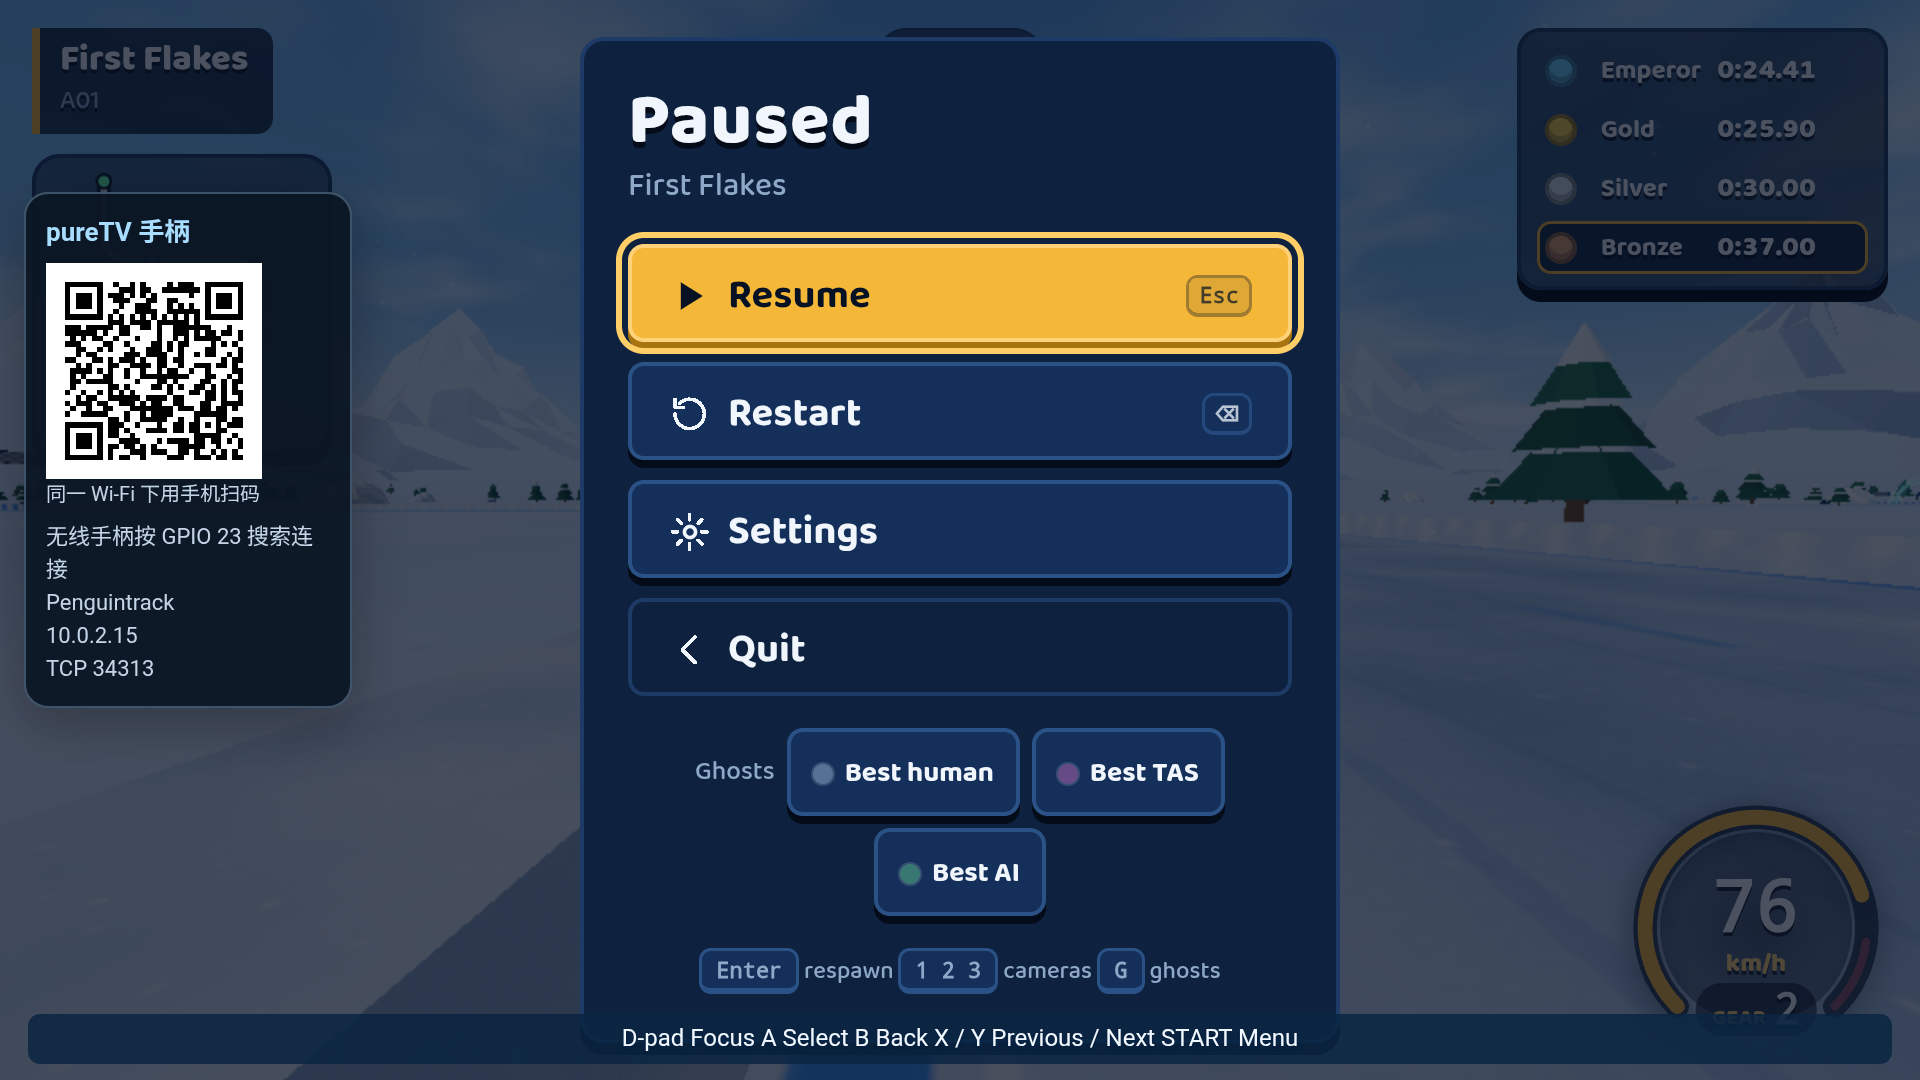 First Flakes
A01
Emperor 0:24.41
Gold 0:25.90
Silver 0:30.00
Bronze 0:37.00
pureTV 手柄
同一 Wi-Fi 下用手机扫码
无线手柄按 GPIO 23 搜索连
接
Penguintrack
10.0.2.15
TCP 34313
Paused
First Flakes
Resume Esc
Restart
Settings
Quit
Ghosts Best human Best TAS
Best AI
Enter respawn 1 2 3 cameras G ghosts
76
km/h
GEAR 2
D-pad Focus A Select B Back X / Y Previous / Next START Menu